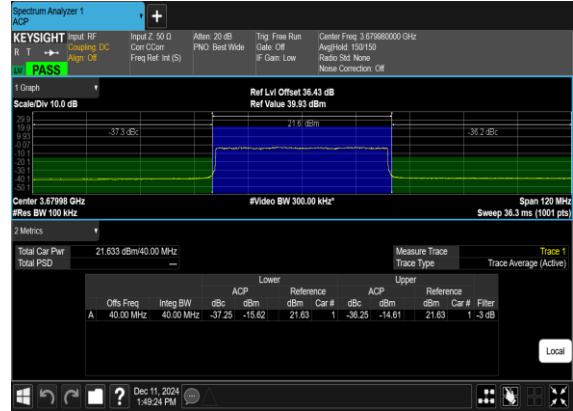 Spectrum Analyzer 1
ACP
KEYSIGHT Input: RF Input Z: 50 Ω Atten: 20 dB Trig: Free Run Center Freq: 3.679980000 GHz
R T Coupling: DC Corr CCorr PNO: Best Wide Gate: Off Avg|Hold: 150/150
Align: Off Freq Ref: Int (S) IF Gain: Low Radio Std: None
Noise Correction: Off
PASS
1 Graph
Scale/Div 10.0 dB
Ref Lvl Offset 36.43 dB
Ref Value 39.93 dBm
29.9
19.9
9.93
-0.07
-10.1
-20.1
-30.1
-40.1
-50.1
-37.3 dBc
21.6 dBm
-36.2 dBc
Center 3.67998 GHz #Video BW 300.00 kHz* Span 120 MHz
#Res BW 100 kHz Sweep 36.3 ms (1001 pts)
2 Metrics
Total Car Pwr 21.633 dBm/40.00 MHz Measure Trace Trace 1
Total PSD --- Trace Type Trace Average (Active)
Lower Upper
ACP Reference ACP Reference
Offs Freq Integ BW dBc dBm dBm Car # dBc dBm dBm Car # Filter
A 40.00 MHz 40.00 MHz -37.25 -15.62 21.63 1 -36.25 -14.61 21.63 1 -3 dB
Local
Dec 11, 2024
1:49:24 PM